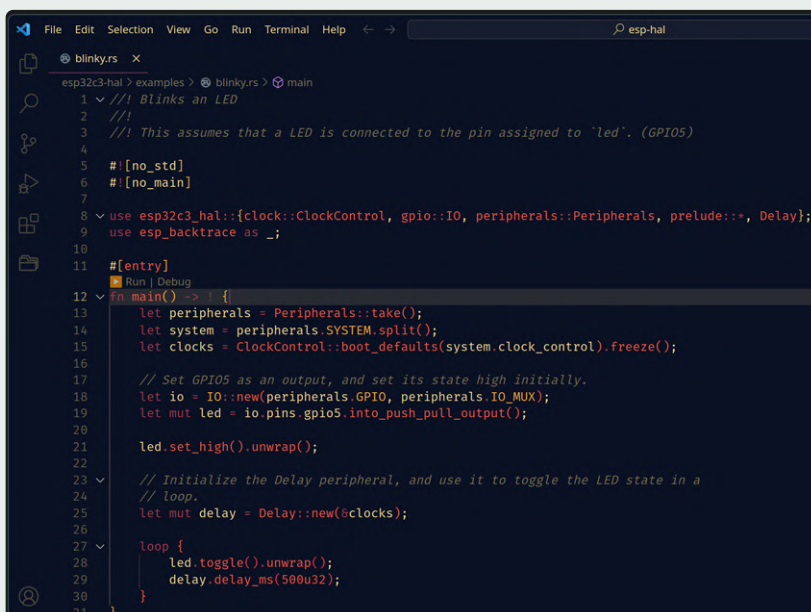 File Edit Selection View Go Run Terminal Help esp-hal
blinky.rs
esp32c3-hal > examples > blinky.rs > main
1 //! Blinks an LED
2 //!
3 //! This assumes that a LED is connected to the pin assigned to `led`. (GPIO5)
4
5 #![no_std]
6 #![no_main]
7
8 use esp32c3_hal::{clock::ClockControl, gpio::IO, peripherals::Peripherals, prelude::*, Delay};
9 use esp_backtrace as _;
10
11 #[entry]
Run | Debug
12 fn main() -> ! {
13 let peripherals = Peripherals::take();
14 let system = peripherals.SYSTEM.split();
15 let clocks = ClockControl::boot_defaults(system.clock_control).freeze();
16
17 // Set GPIO5 as an output, and set its state high initially.
18 let io = IO::new(peripherals.GPIO, peripherals.IO_MUX);
19 let mut led = io.pins.gpio5.into_push_pull_output();
20
21 led.set_high().unwrap();
22
23 // Initialize the Delay peripheral, and use it to toggle the LED state in a
24 // loop.
25 let mut delay = Delay::new(&clocks);
26
27 loop {
28 led.toggle().unwrap();
29 delay.delay_ms(500u32);
30 }
31 }